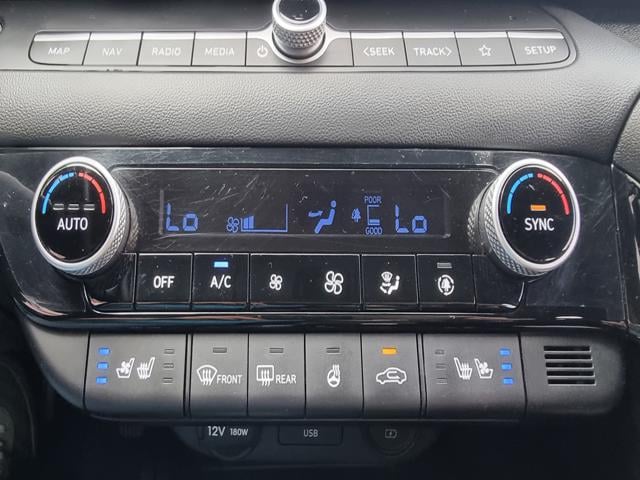 MAP NAV RADIO MEDIA <SEEK TRACK> SETUP
AUTO Lo POOR GOOD Lo SYNC
OFF A/C
FRONT REAR
12V 180W USB